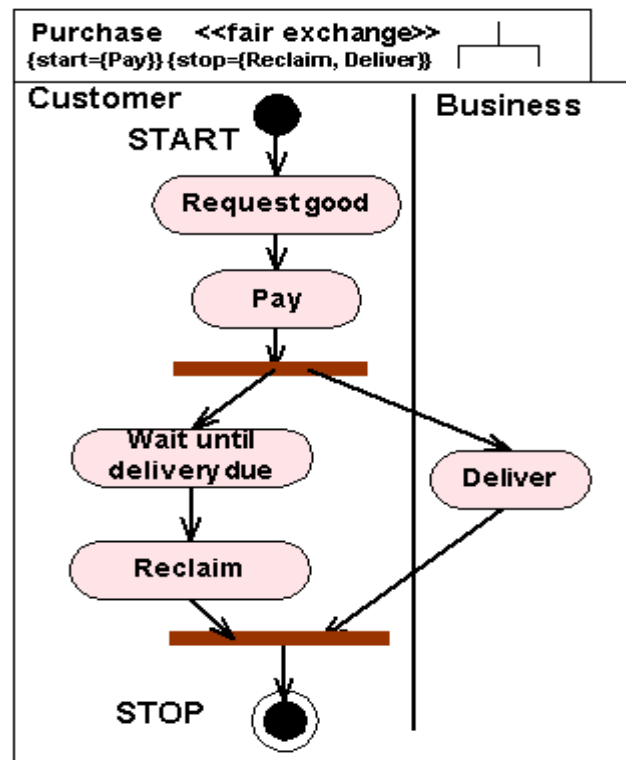 Purchase <<fair exchange>>
{start={Pay}} {stop={Reclaim, Deliver}}
Customer
Business
START
Request good
Pay
Wait until
delivery due
Deliver
Reclaim
STOP